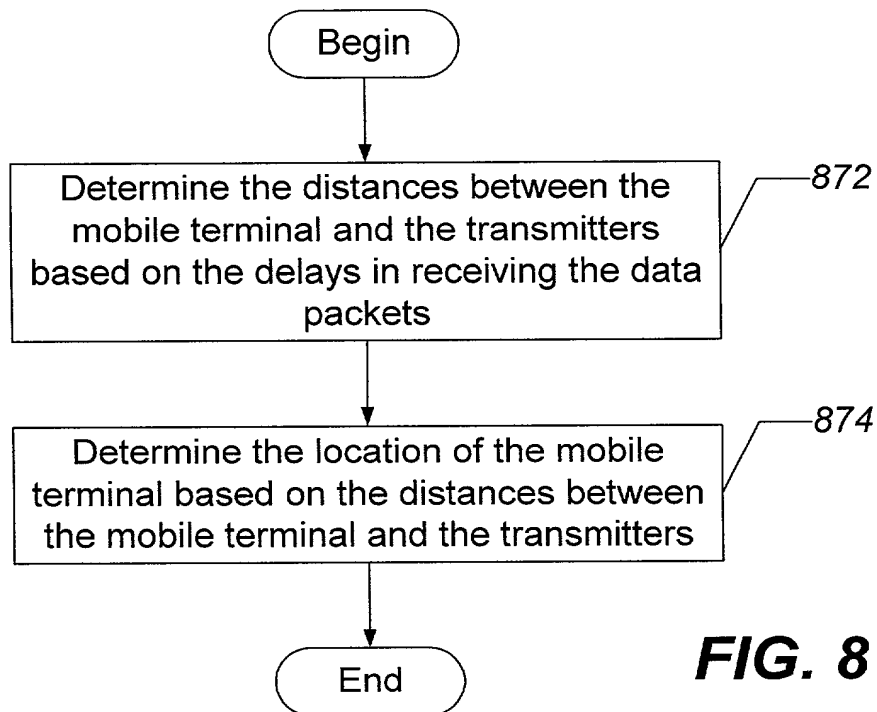 Begin
Determine the distances between the
mobile terminal and the transmitters
based on the delays in receiving the data
packets
872
Determine the location of the mobile
terminal based on the distances between
the mobile terminal and the transmitters
874
End
FIG. 8